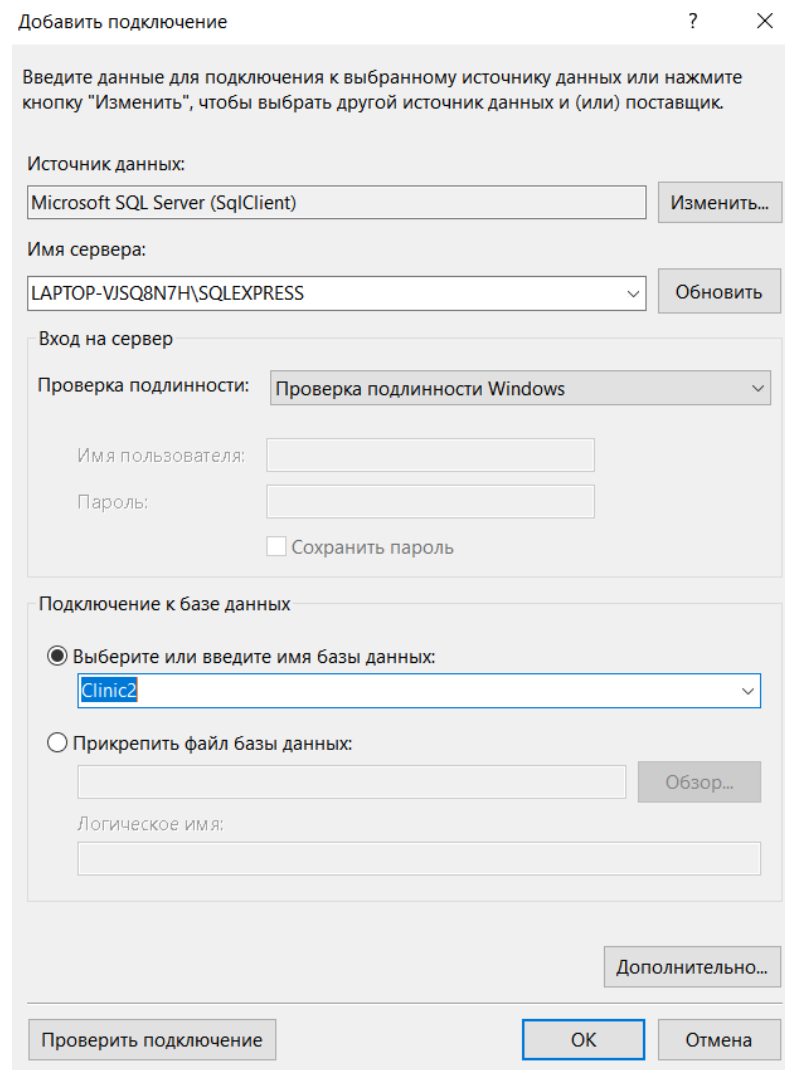 Добавить подключение ?
Введите данные для подключения к выбранному источнику данных или нажмите
кнопку "Изменить", чтобы выбрать другой источник данных и (или) поставщик.
Источник данных:
Microsoft SQL Server (SqlClient) Изменить...
Имя сервера:
LAPTOP-VJSQ8N7H\SQLEXPRESS Обновить
Вход на сервер
Проверка подлинности: Проверка подлинности Windows
Имя пользователя:
Пароль:
Сохранить пароль
Подключение к базе данных
Выберите или введите имя базы данных:
Clinic2
Прикрепить файл базы данных:
Обзор...
Логическое имя:
Дополнительно...
Проверить подключение ОК Отмена